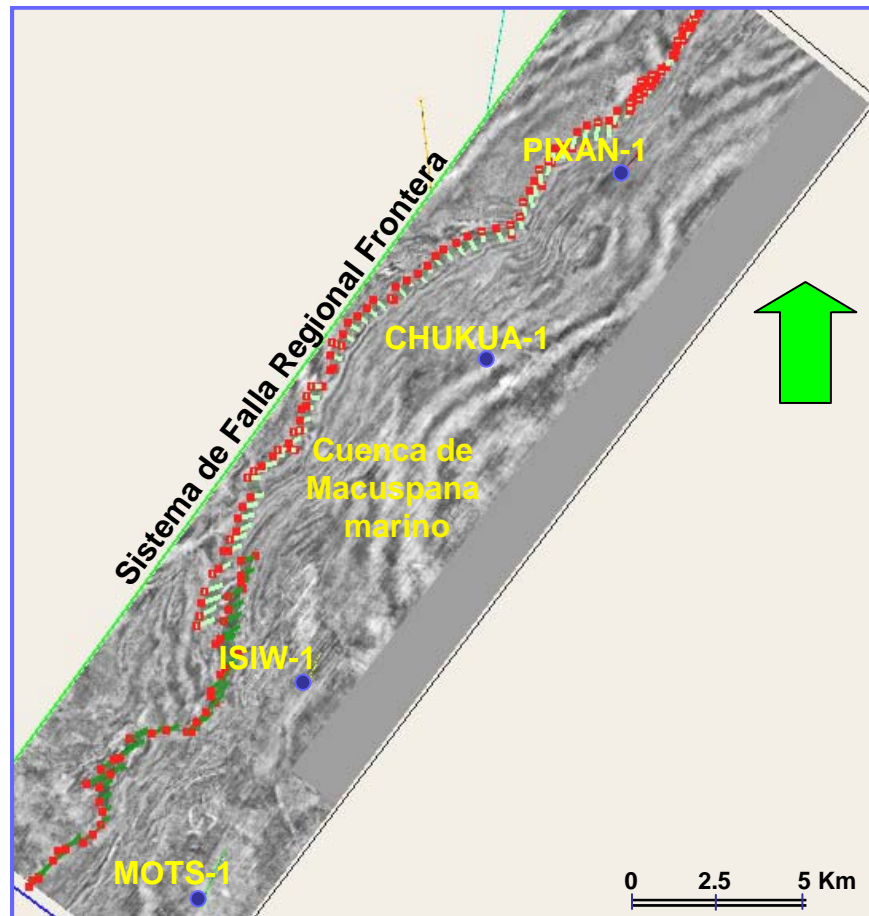 PIXAN-1
Sistema de Falla Regional Frontera
CHUKUA-1
Cuenca de
Macuspana
marino
ISIW-1
MOTS-1
0 2.5 5 Km